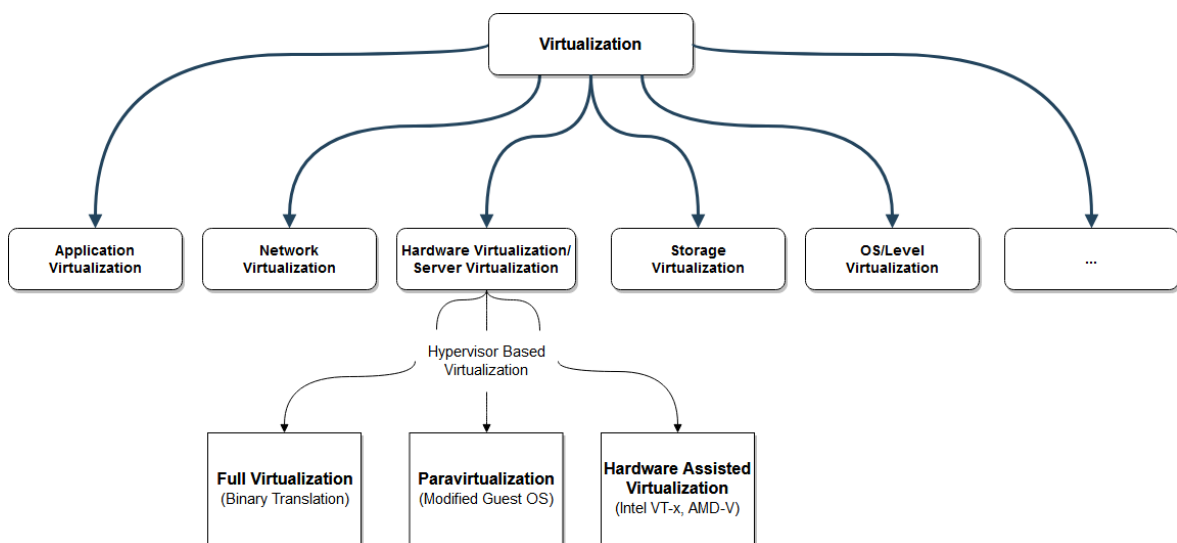 Virtualization
Application
Virtualization
Network
Virtualization
Hardware Virtualization/
Server Virtualization
Storage
Virtualization
OS/Level
Virtualization
...
Hypervisor Based
Virtualization
Full Virtualization
(Binary Translation)
Paravirtualization
(Modified Guest OS)
Hardware Assisted
Virtualization
(Intel VT-x, AMD-V)